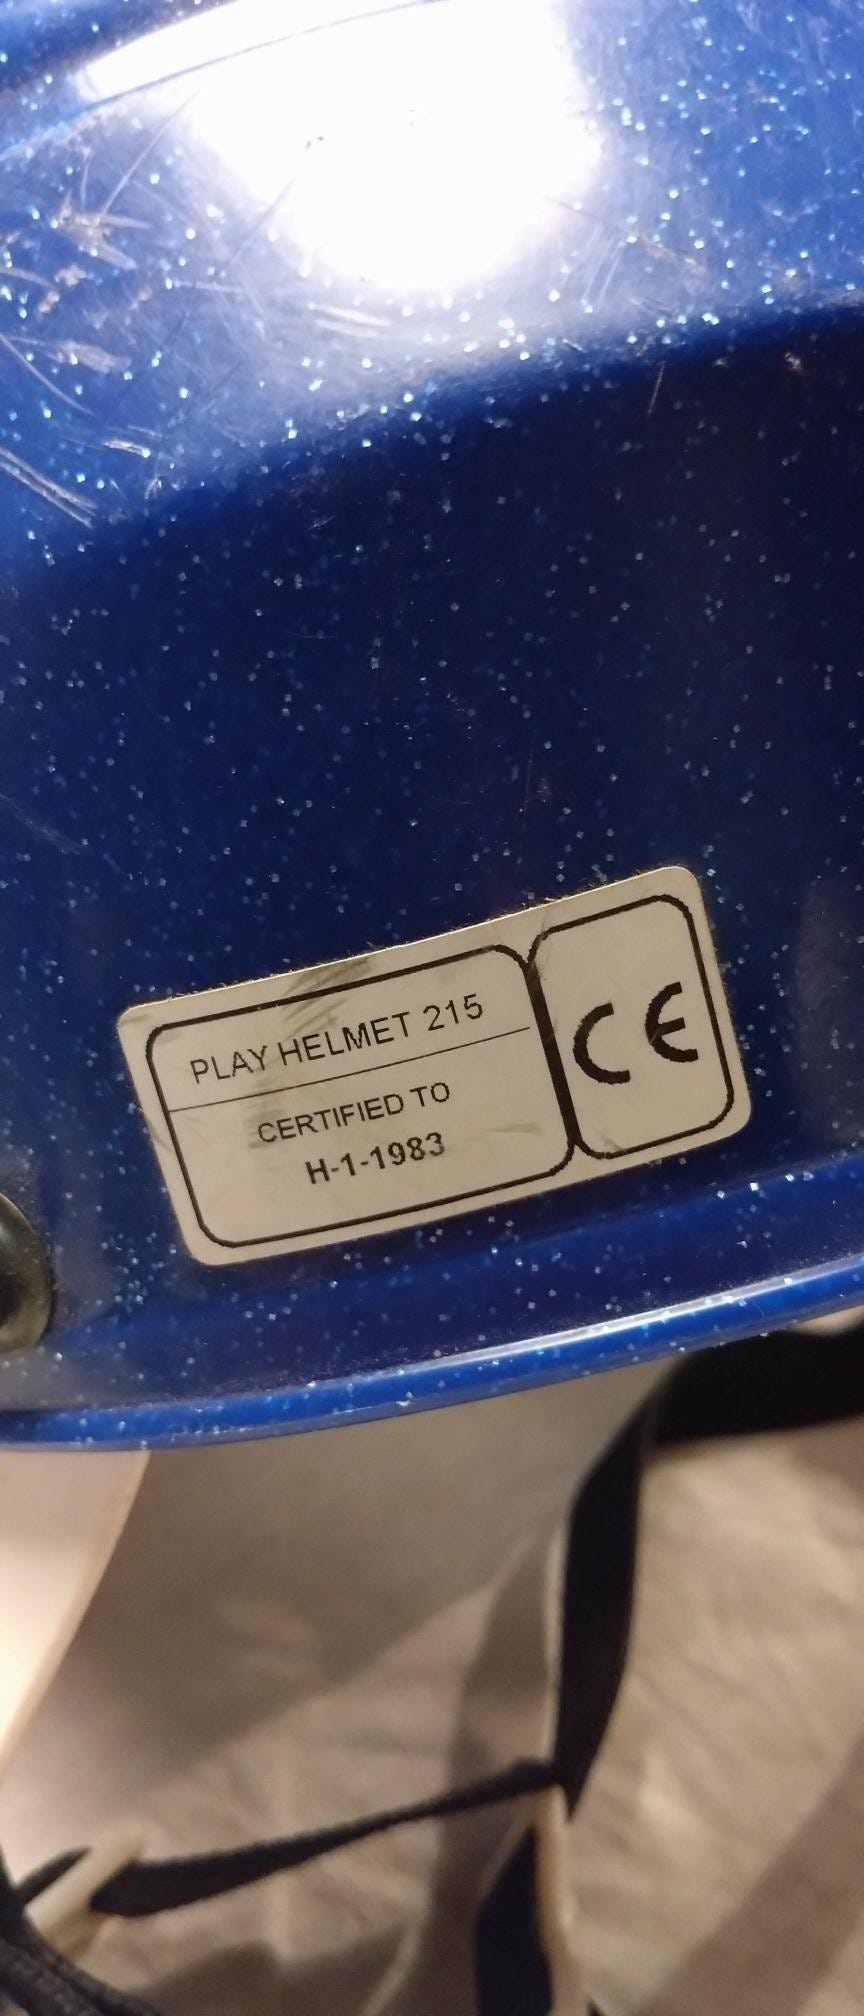 PLAY HELMET 215
CERTIFIED TO
H-1-1983
CE